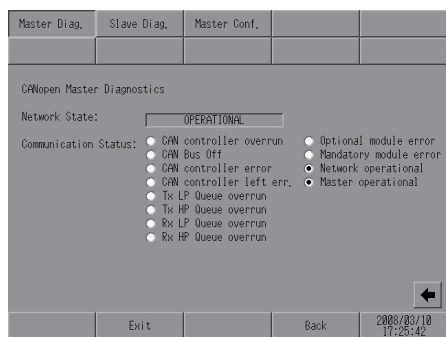 Master Diag. Slave Diag. Master Conf.
CANopen Master Diagnostics
Network State: OPERATIONAL
Communication Status: CAN controller overrun Optional module error
CAN Bus Off Mandatory module error
CAN controller error Network operational
CAN controller left err. Master operational
Tx LP Queue overrun
Tx HP Queue overrun
Rx LP Queue overrun
Rx HP Queue overrun
Exit Back 2008/03/10
17:25:42